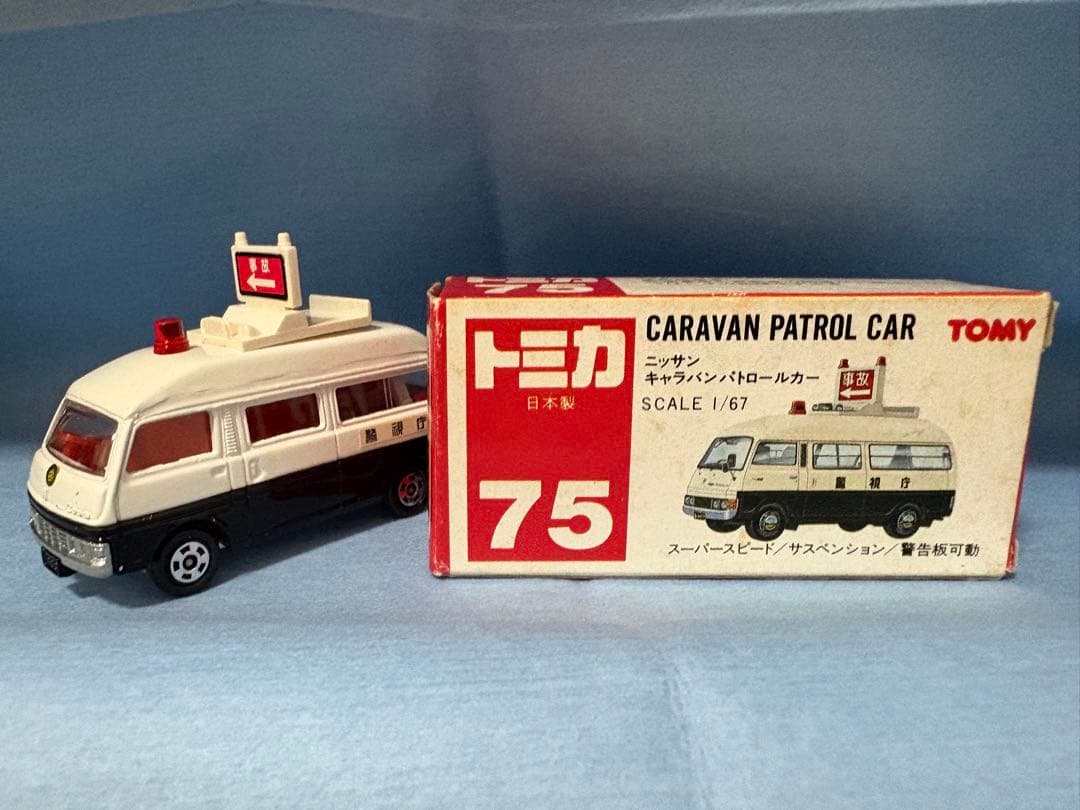 事故
警視庁
トミカ
75
トミカ
日本製
75
CARAVAN PATROL CAR
TOMY
ニッサン
キャラバンパトロールカー
SCALE 1/67
事故
警視庁
スーパースピード/サスペンション/警告板可動